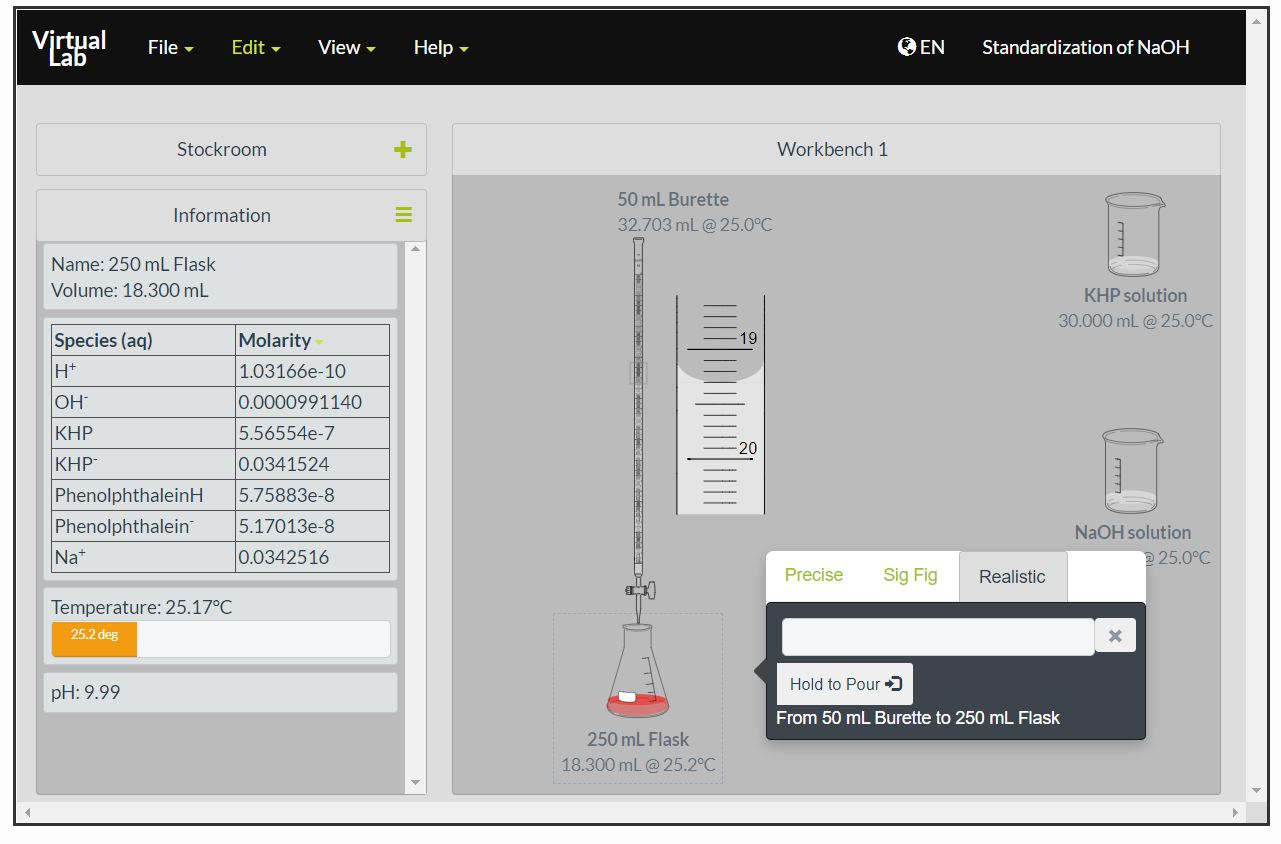 Virtual
Lab
File
Edit
View
Help
EN
Standardization of NaOH
Stockroom
Information
Name: 250 mL Flask
Volume: 18.300 mL
Species (aq) Molarity
H+ 1.03166e-10
OH- 0.0000991140
KHP 5.56554e-7
KHP- 0.0341524
PhenolphthaleinH 5.75883e-8
Phenolphthalein- 5.17013e-8
Na+ 0.0342516
Temperature: 25.17°C
25.2 deg
pH: 9.99
Workbench 1
50 mL Burette
32.703 mL @ 25.0°C
19
20
KHP solution
30.000 mL @ 25.0°C
NaOH solution
@ 25.0°C
Precise
Sig Fig
Realistic
Hold to Pour
From 50 mL Burette to 250 mL Flask
250 mL Flask
18.300 mL @ 25.2°C